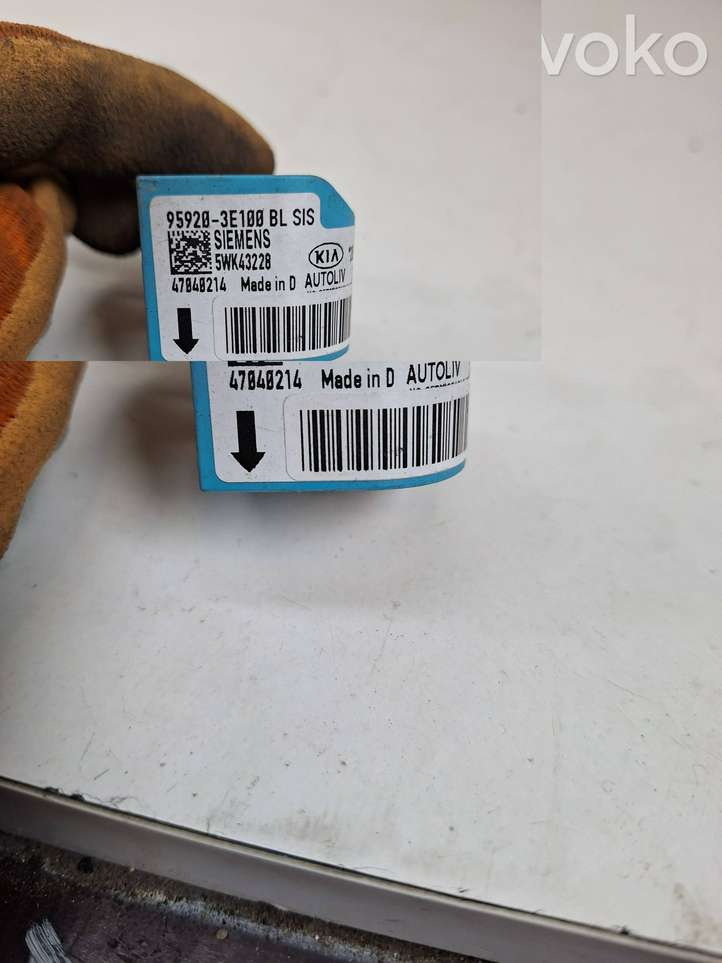 voko
95920-3E100 BL SIS
SIEMENS
5WK43228
KIA
47040214 Made in D AUTOLIV
47040214 Made in D AUTOLIV